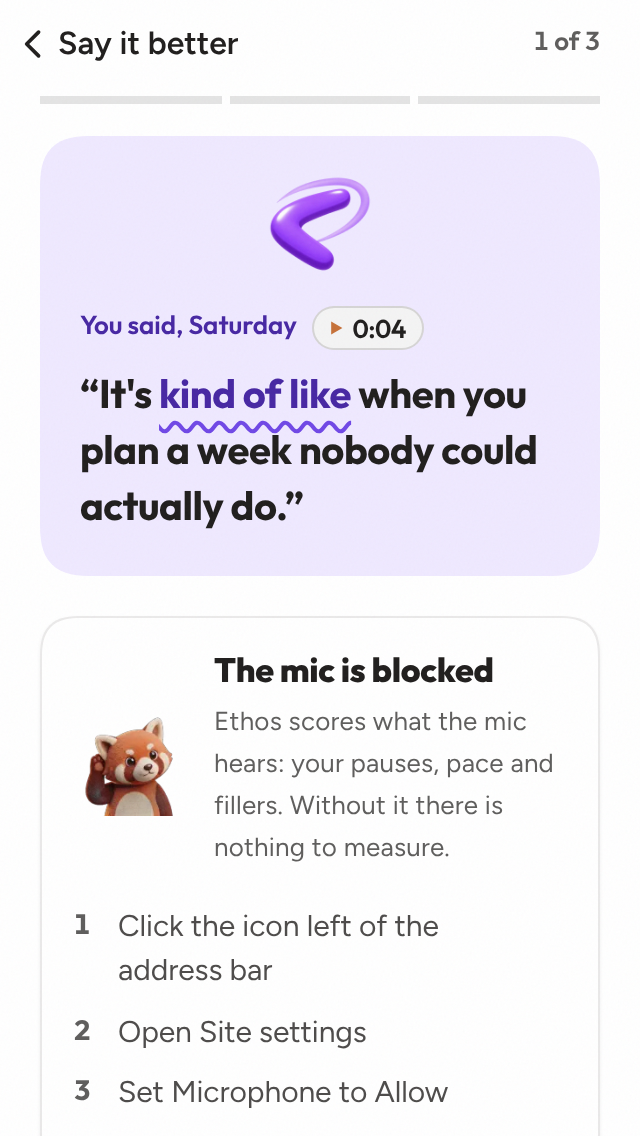 Say it better
1 of 3
You said, Saturday
0:04
“It's kind of like when you
plan a week nobody could
actually do.”
The mic is blocked
Ethos scores what the mic
hears: your pauses, pace and
fillers. Without it there is
nothing to measure.
1 Click the icon left of the
address bar
2 Open Site settings
3 Set Microphone to Allow